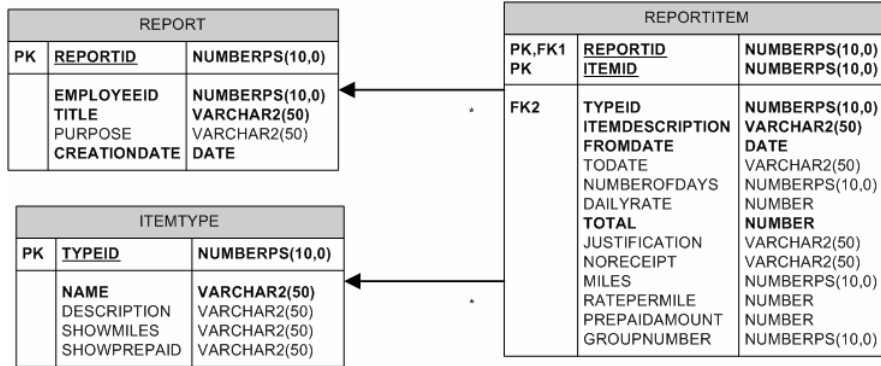 REPORT
PK REPORTID NUMBERPS(10,0)
EMPLOYEEID NUMBERPS(10,0)
TITLE VARCHAR2(50)
PURPOSE VARCHAR2(50)
CREATIONDATE DATE
*
REPORTITEM
PK,FK1 REPORTID NUMBERPS(10,0)
PK ITEMID NUMBERPS(10,0)
FK2 TYPEID NUMBERPS(10,0)
ITEMDESCRIPTION VARCHAR2(50)
FROMDATE DATE
TODATE VARCHAR2(50)
NUMBEROFDAYS NUMBERPS(10,0)
DAILYRATE NUMBER
TOTAL NUMBER
JUSTIFICATION VARCHAR2(50)
NORECEIPT VARCHAR2(50)
MILES NUMBERPS(10,0)
RATEPERMILE NUMBER
PREPAIDAMOUNT NUMBER
GROUPNUMBER NUMBERPS(10,0)
ITEMTYPE
PK TYPEID NUMBERPS(10,0)
NAME VARCHAR2(50)
DESCRIPTION VARCHAR2(50)
SHOWMILES VARCHAR2(50)
SHOWPREPAID VARCHAR2(50)
*